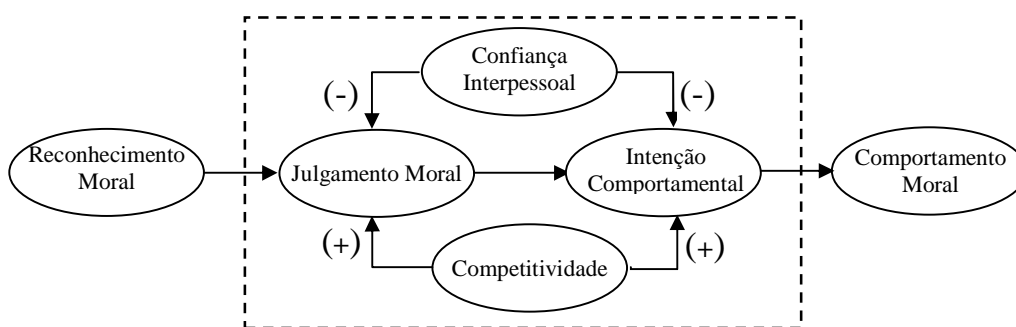 Confiança
Interpessoal
(-)
(-)
Reconhecimento
Moral
Julgamento Moral
Intenção
Comportamental
Comportamento
Moral
(+)
Competitividade
(+)